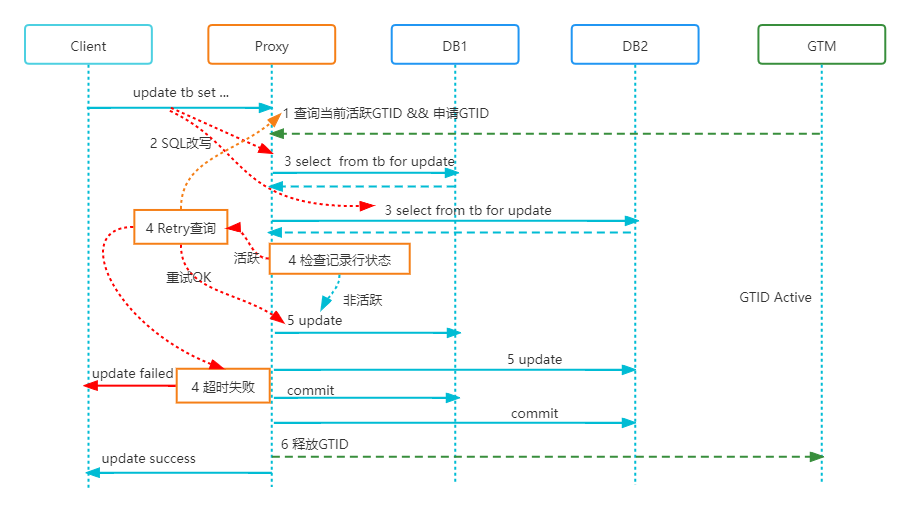 Client
Proxy
DB1
DB2
GTM
update tb set ...
1 查询当前活跃GTID && 申请GTID
2 SQL改写
3 select  from tb for update
3 select from tb for update
4 Retry查询
活跃
4 检查记录行状态
重试OK
非活跃
GTID Active
5 update
5 update
update failed
4 超时失败
commit
commit
6 释放GTID
update success